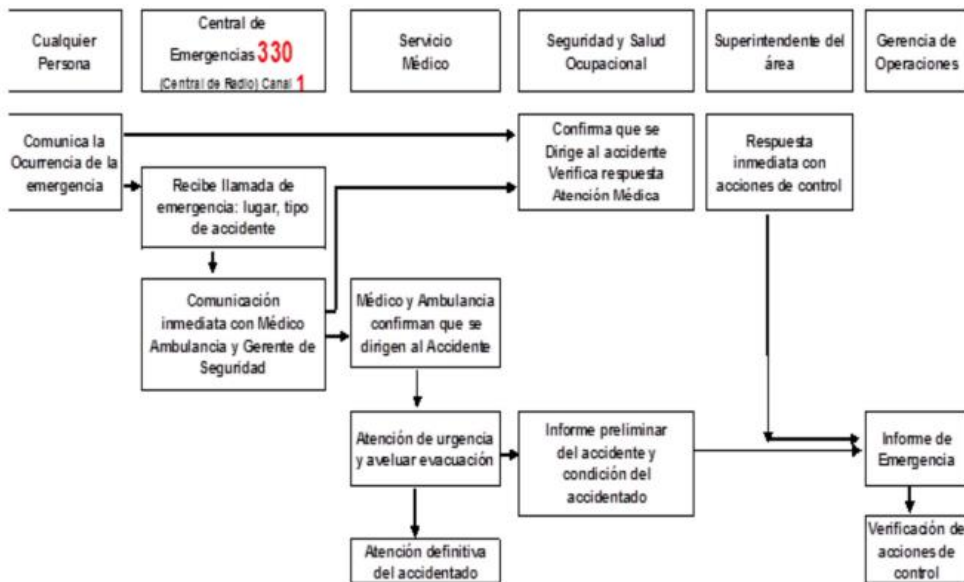 Cualquier
Persona
Central de
Emergencias 330
(Central de Radio) Canal 1
Servicio
Médico
Seguridad y Salud
Ocupacional
Superintendente del
área
Gerencia de
Operaciones
Comunica la
Ocurrencia de la
emergencia
Confirma que se
Dirige al accidente
Verifica respuesta
Atención Médica
Respuesta
inmediata con
acciones de control
Recibe llamada de
emergencia: lugar, tipo
de accidente
Comunicación
inmediata con Médico
Ambulancia y Gerente de
Seguridad
Médico y Ambulancia
confirman que se
dirigen al Accidente
Atención de urgencia
y aveluar evacuación
Informe preliminar
del accidente y
condición del
accidentado
Informe de
Emergencia
Atención definitiva
del accidentado
Verificación de
acciones de
control